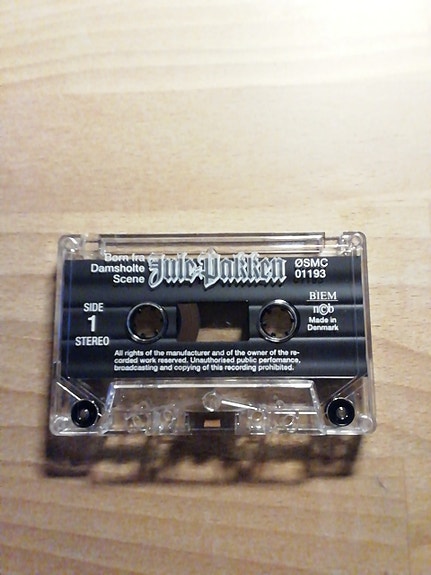 Børn fra
Damsholte
Scene
Jule-Pakken
ØSMC
01193
SIDE
1
STEREO
BIEM
n©b
Made in
Denmark
All rights of the manufacturer and of the owner of the re-
corded work reserved. Unauthorised public perfomance,
broadcasting and copying of this recording prohibited.